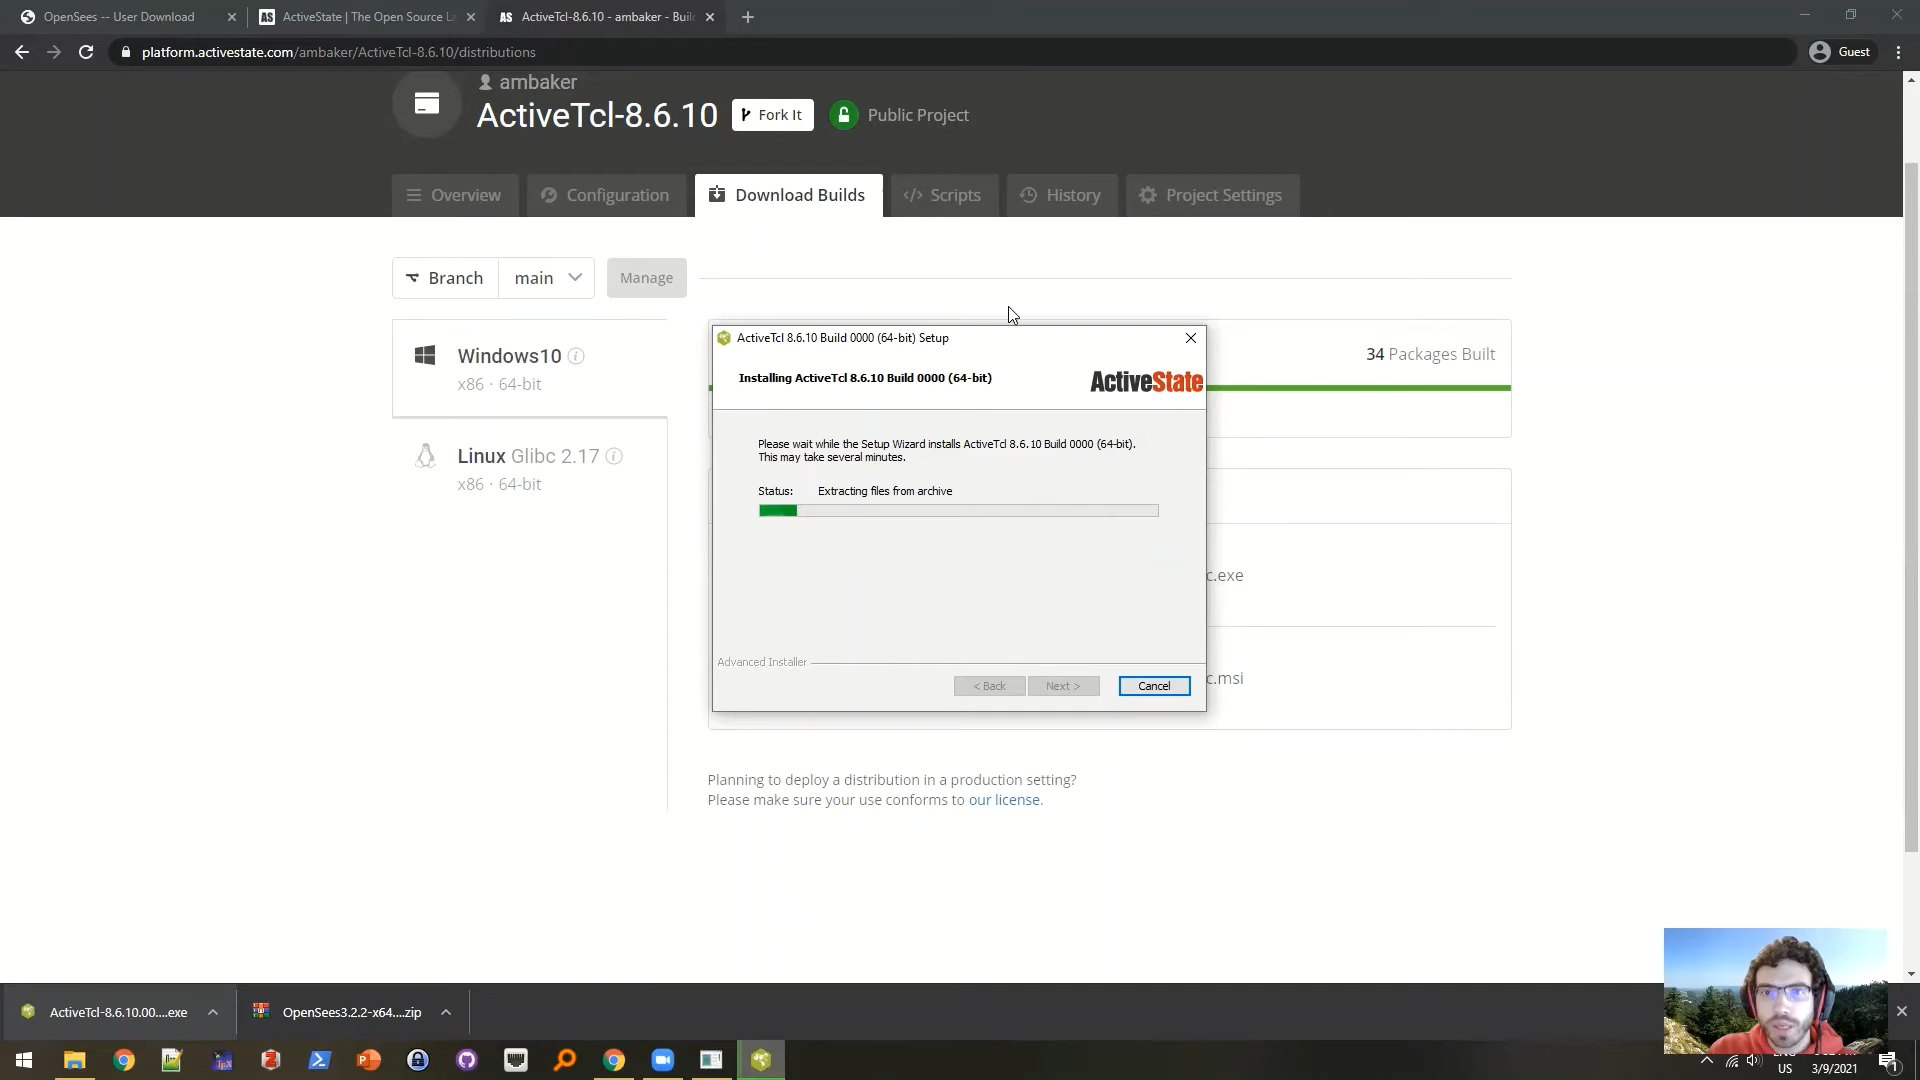 OpenSees -- User Download
AS ActiveState | The Open Source La
AS ActiveTcl-8.6.10 - ambaker - Buil
platform.activestate.com/ambaker/ActiveTcl-8.6.10/distributions
Guest
ambaker
ActiveTcl-8.6.10
Fork It
Public Project
Overview
Configuration
Download Builds
Scripts
History
Project Settings
Branch
main
Manage
Windows10
x86 · 64-bit
Linux Glibc 2.17
x86 · 64-bit
34 Packages Built
ActiveTcl 8.6.10 Build 0000 (64-bit) Setup
Installing ActiveTcl 8.6.10 Build 0000 (64-bit)
ActiveState
Please wait while the Setup Wizard installs ActiveTcl 8.6.10 Build 0000 (64-bit).
This may take several minutes.
Status: Extracting files from archive
c.exe
c.msi
Advanced Installer
< Back
Next >
Cancel
Planning to deploy a distribution in a production setting?
Please make sure your use conforms to our license.
ActiveTcl-8.6.10.00....exe
OpenSees3.2.2-x64....zip
US
3/9/2021
1